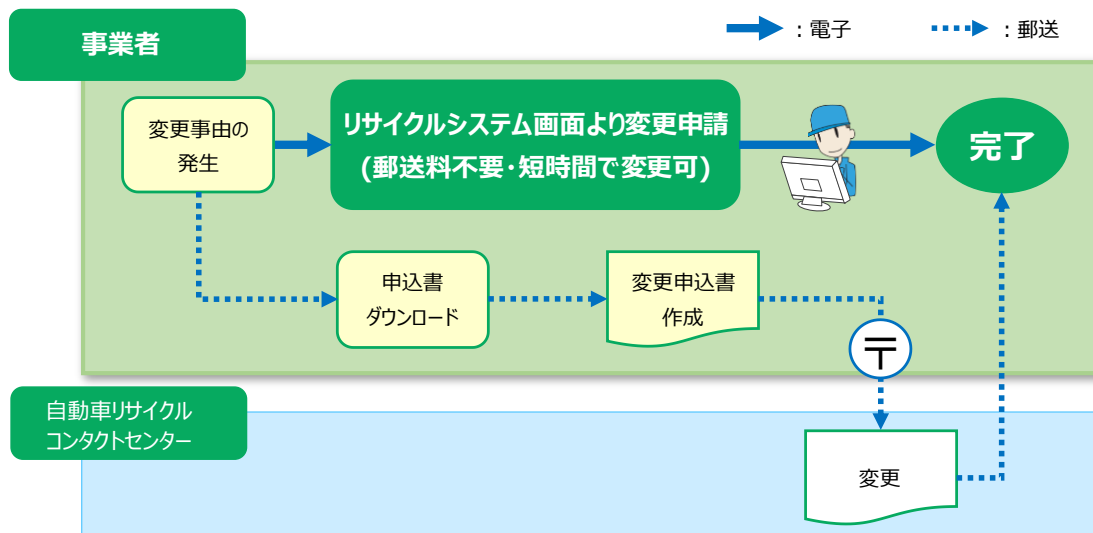 事業者
：電子
：郵送
変更事由の
発生
リサイクルシステム画面より変更申請
(郵送料不要・短時間で変更可)
完了
申込書
ダウンロード
変更申込書
作成
〒
自動車リサイクル
コンタクトセンター
変更